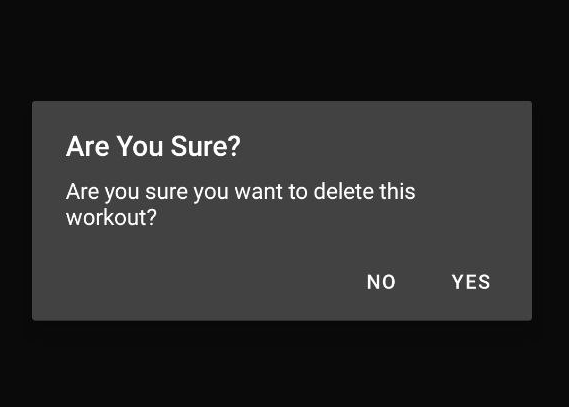 Are You Sure?
Are you sure you want to delete this
workout?
NO YES